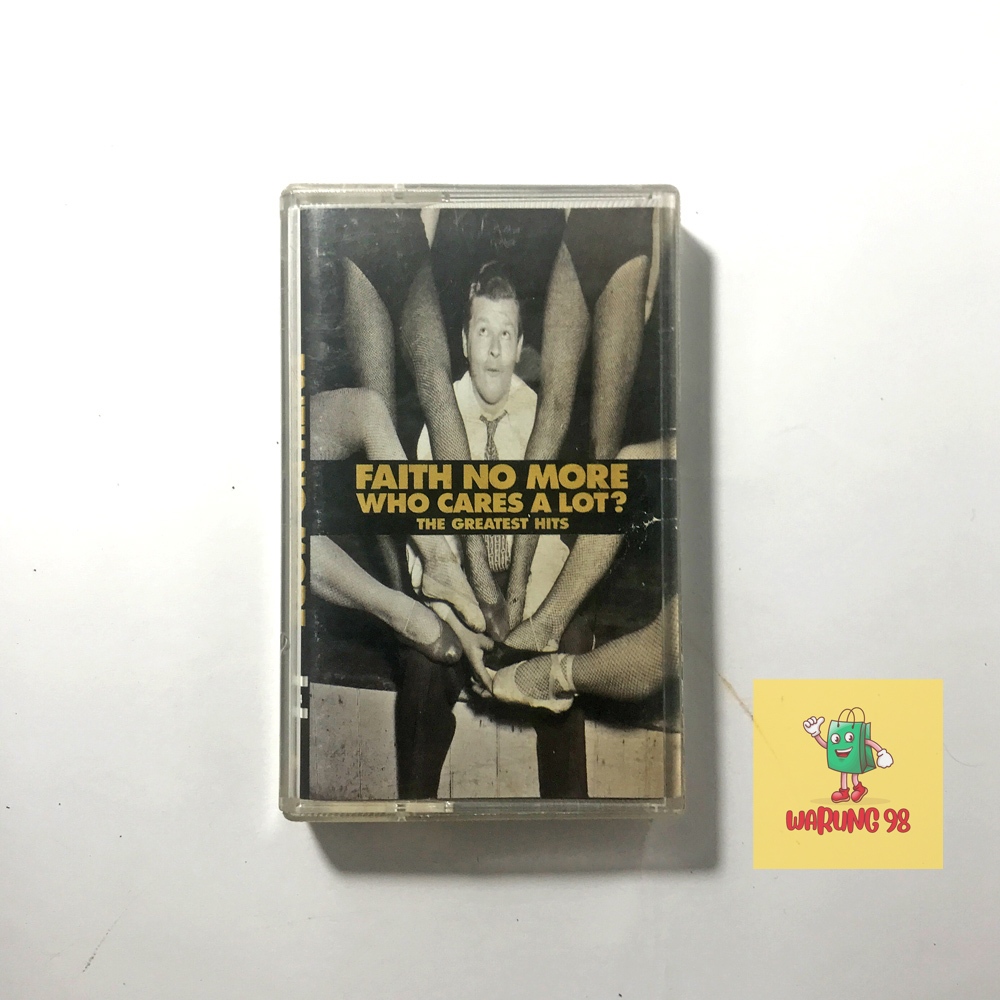 FAITH NO MORE
WHO CARES A LOT?
THE GREATEST HITS
WARUNG 98